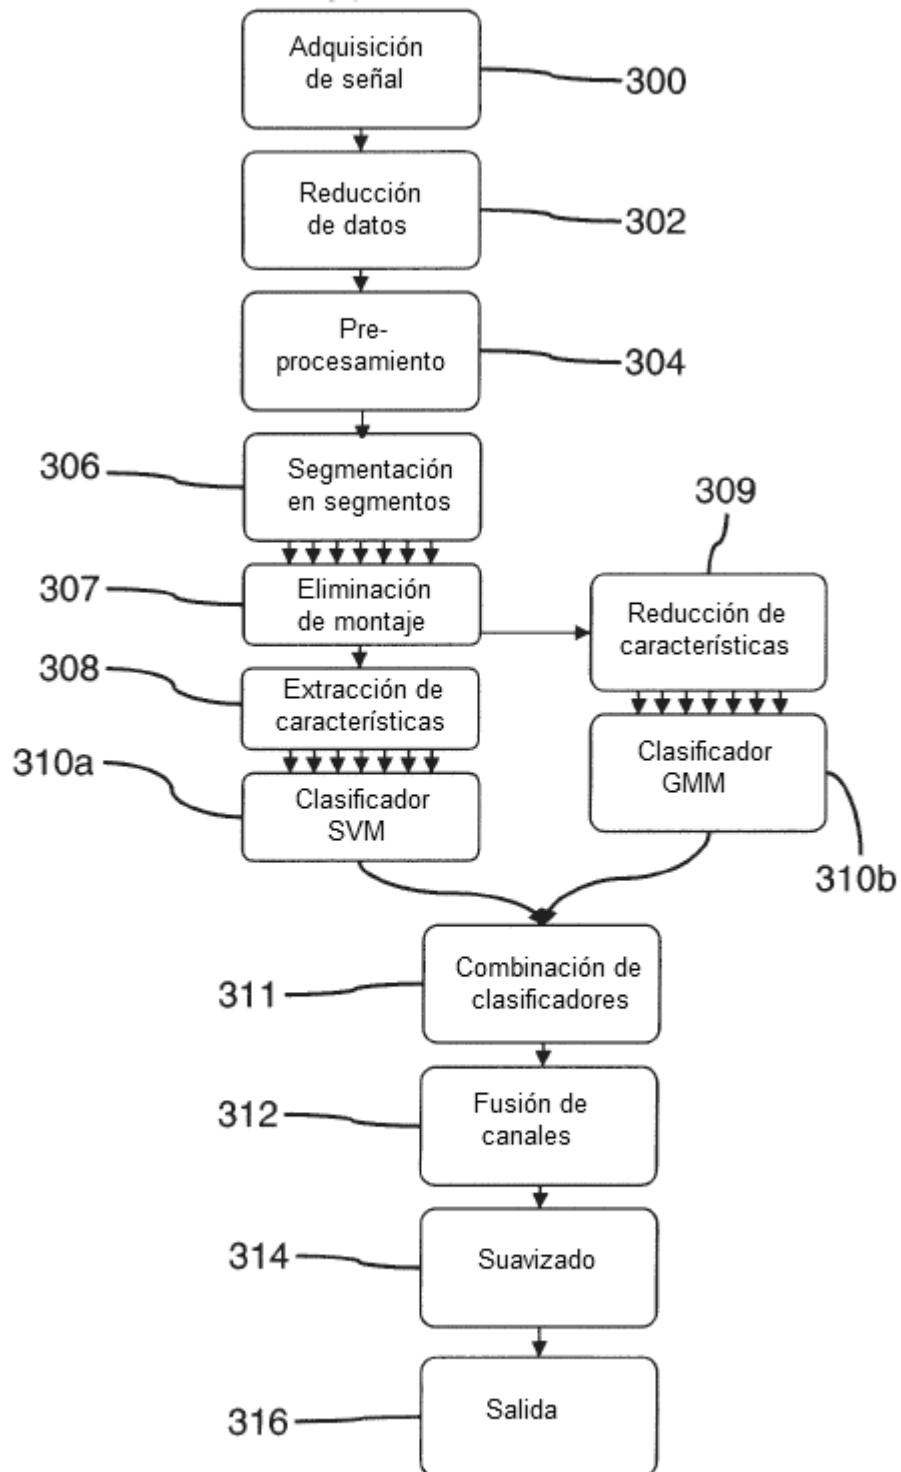 Adquisición
de señal
300
Reducción
de datos
302
Pre-
procesamiento
304
306
Segmentación
en segmentos
309
307
Eliminación
de montaje
Reducción de
características
308
Extracción de
características
310a
Clasificador
SVM
Clasificador
GMM
310b
311
Combinación de
clasificadores
312
Fusión de
canales
314
Suavizado
316
Salida